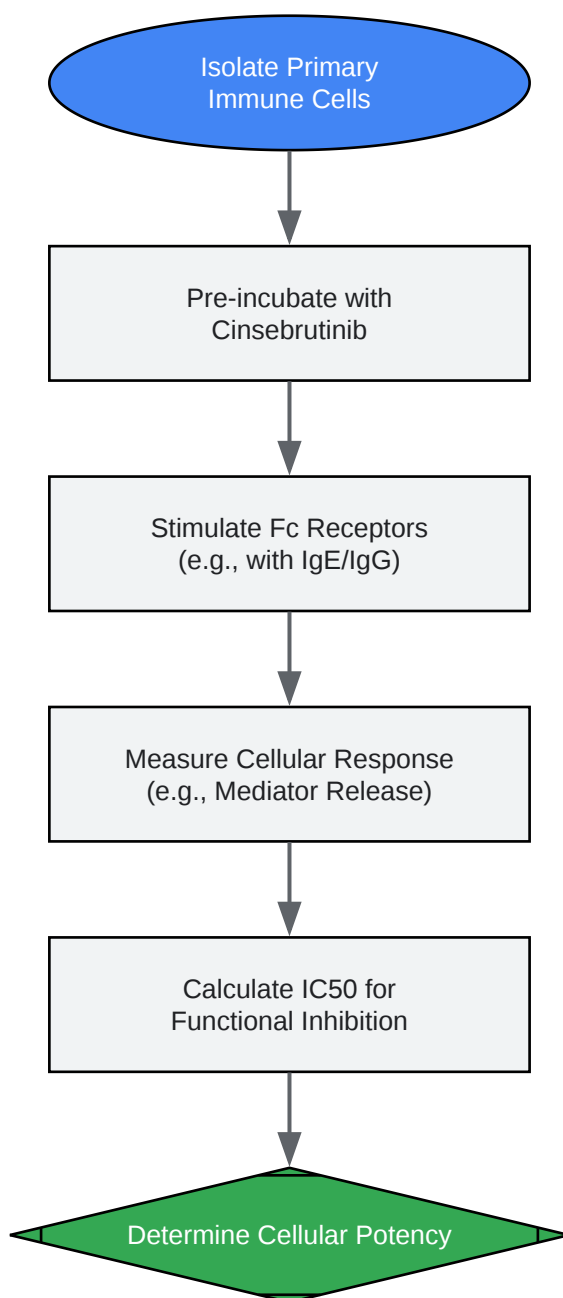 Isolate Primary
Immune Cells
Pre-incubate with
Cinsebrutinib
Stimulate Fc Receptors
(e.g., with IgE/IgG)
Measure Cellular Response
(e.g., Mediator Release)
Calculate IC50 for
Functional Inhibition
Determine Cellular Potency